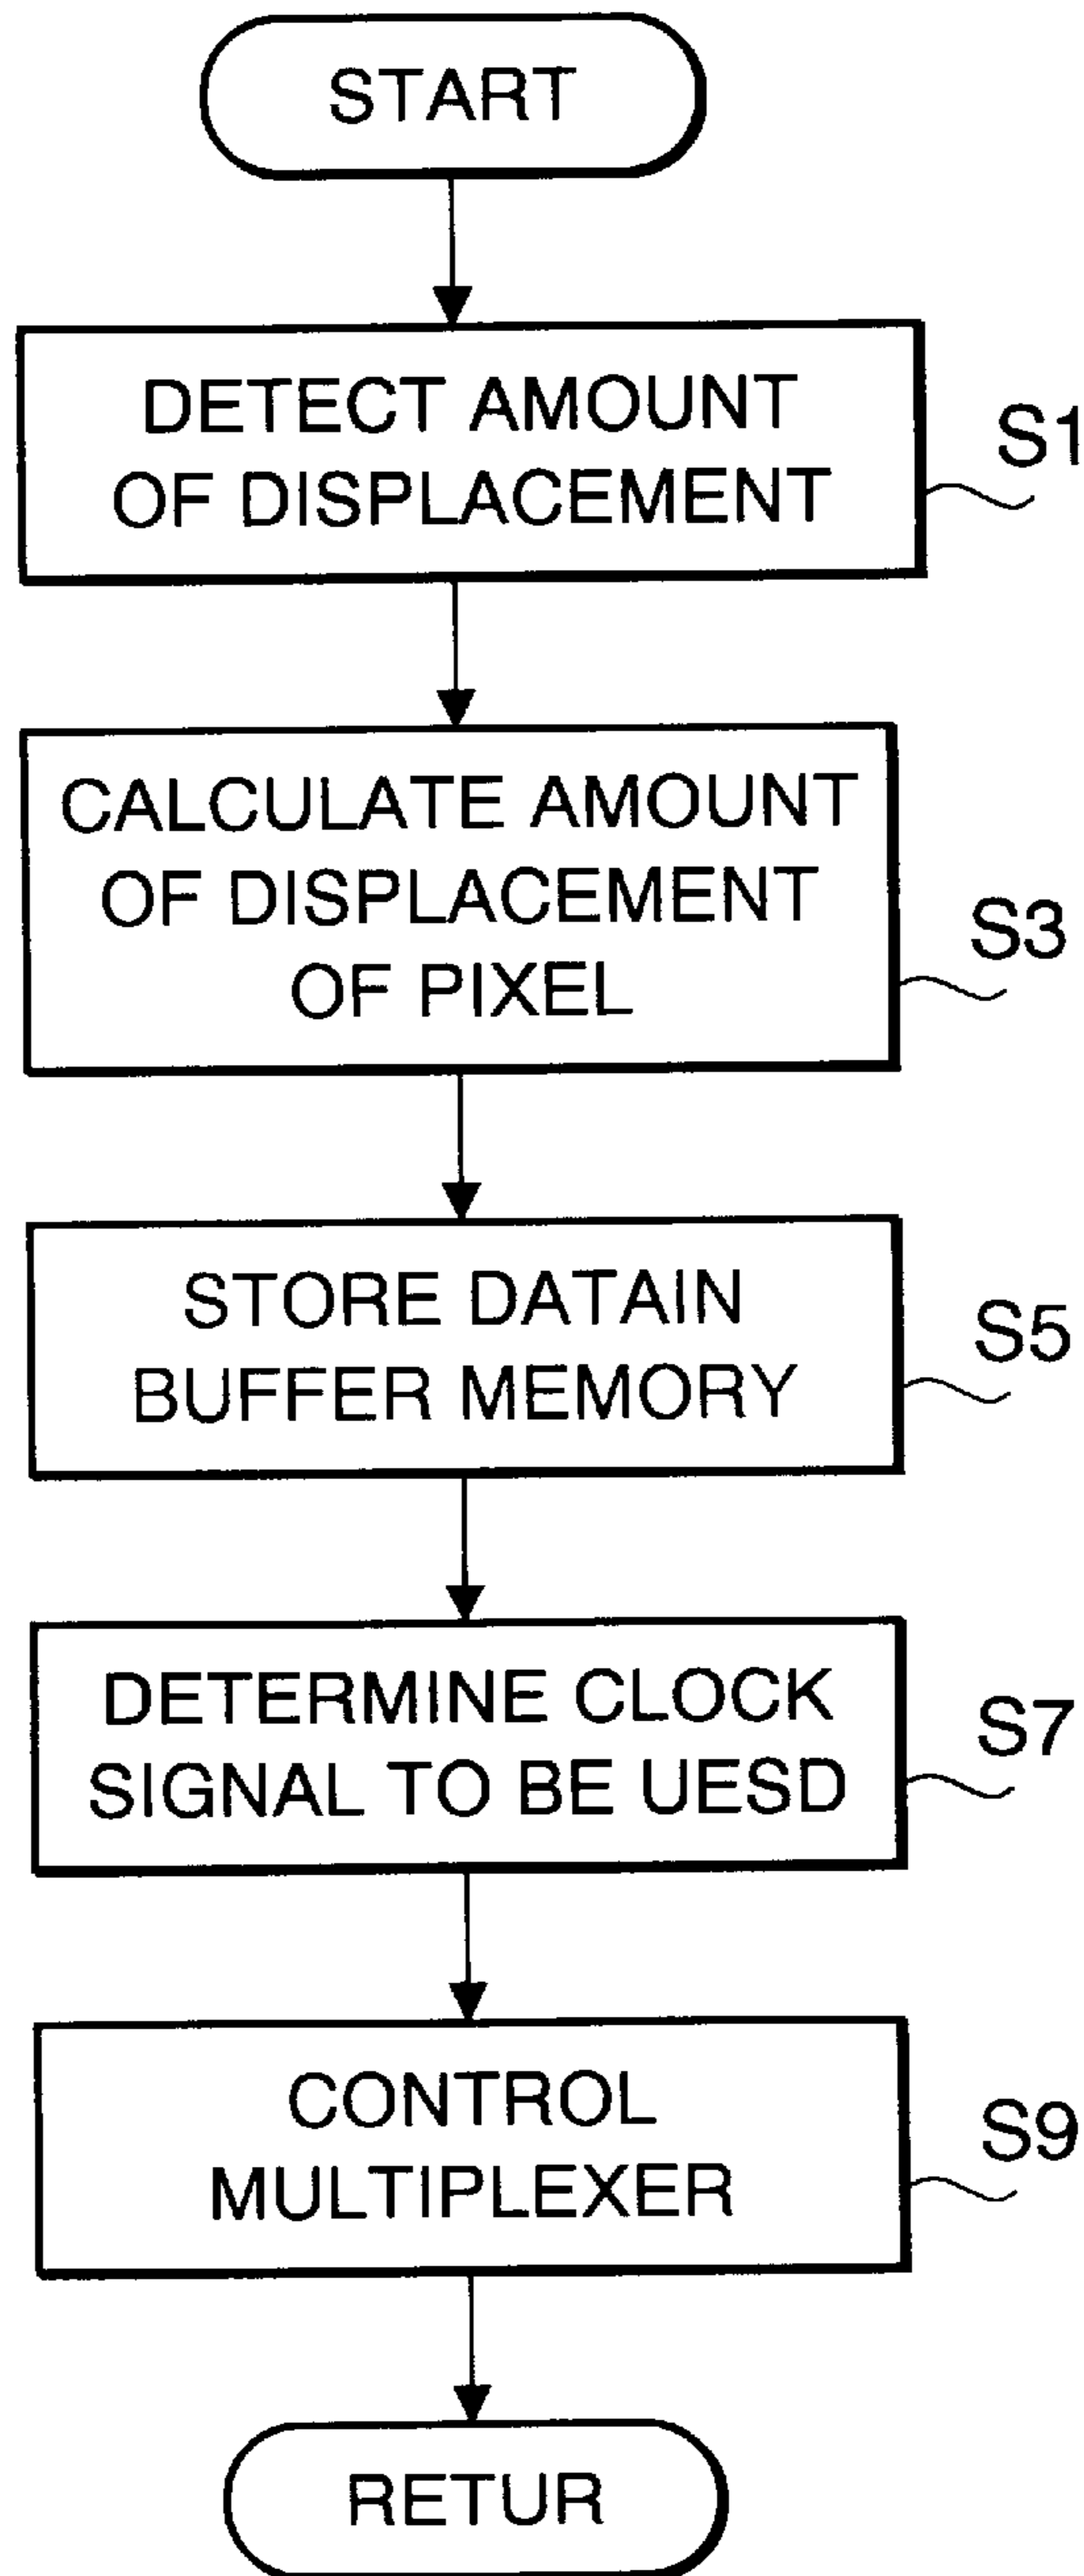 START
DETECT AMOUNT
OF DISPLACEMENT
S1
CALCULATE AMOUNT
OF DISPLACEMENT
OF PIXEL
S3
STORE DATAIN
BUFFER MEMORY
S5
DETERMINE CLOCK
SIGNAL TO BE UESD
S7
CONTROL
MULTIPLEXER
S9
RETUR